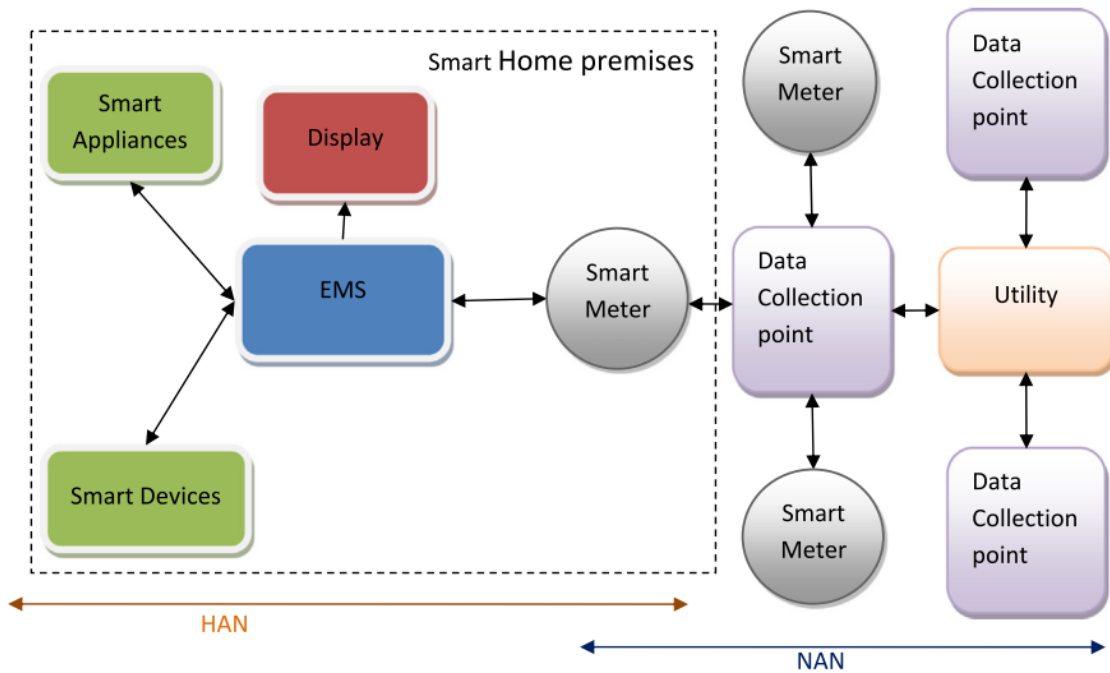 Smart Home premises
Smart
Appliances
Display
EMS
Smart Devices
Smart
Meter
Smart
Meter
Data
Collection
point
Smart
Meter
Data
Collection
point
Utility
Data
Collection
point
HAN
NAN